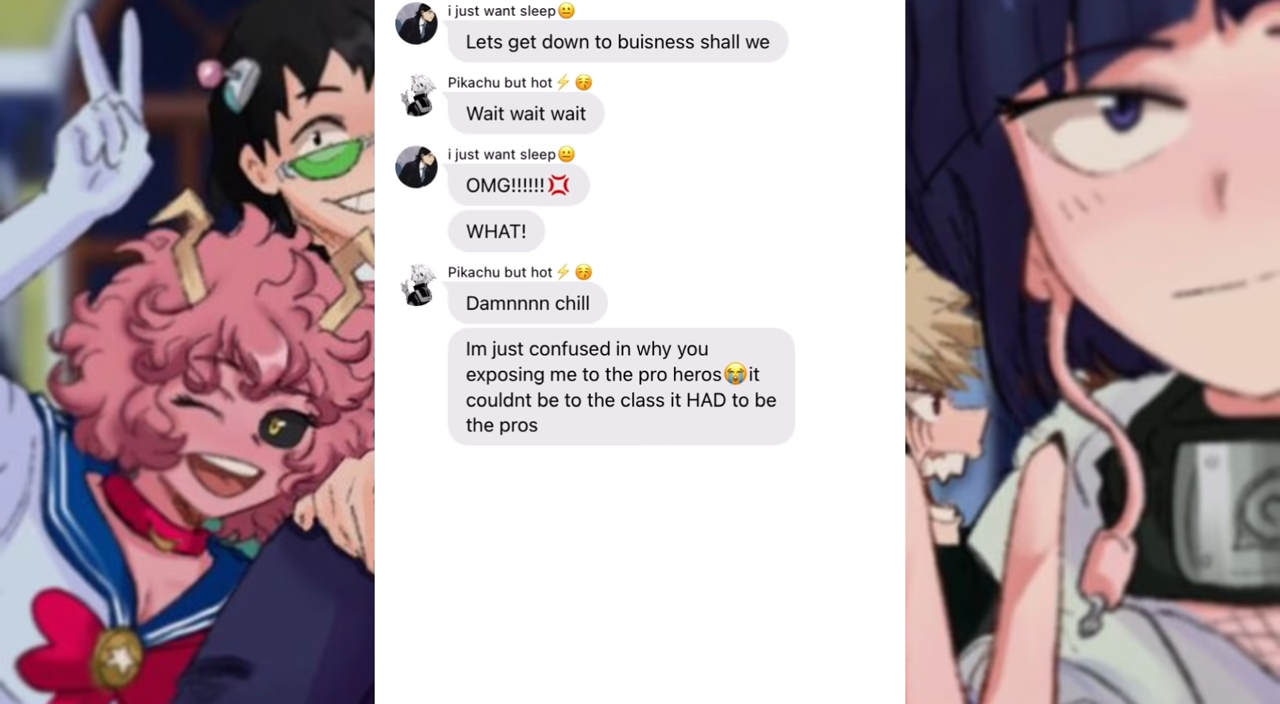 i just want sleep😐
Lets get down to buisness shall we
Pikachu but hot ⚡ 😚
Wait wait wait
i just want sleep😐
OMG!!!!!!💢
WHAT!
Pikachu but hot ⚡ 😚
Damnnnn chill
Im just confused in why you
exposing me to the pro heros😭it
couldnt be to the class it HAD to be
the pros